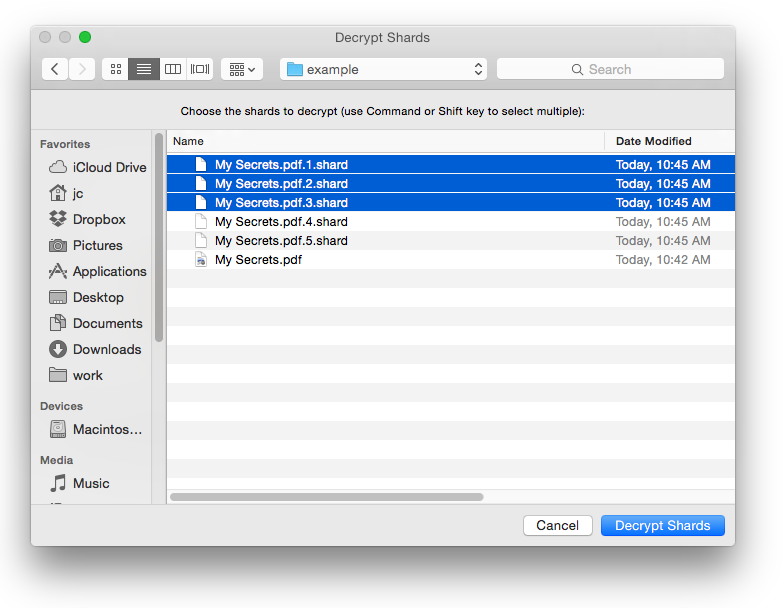 Decrypt Shards
example
Search
Choose the shards to decrypt (use Command or Shift key to select multiple):
Favorites
iCloud Drive
jc
Dropbox
Pictures
Applications
Desktop
Documents
Downloads
work
Devices
Macintos...
Media
Music
Name Date Modified
My Secrets.pdf.1.shard Today, 10:45 AM
My Secrets.pdf.2.shard Today, 10:45 AM
My Secrets.pdf.3.shard Today, 10:45 AM
My Secrets.pdf.4.shard Today, 10:45 AM
My Secrets.pdf.5.shard Today, 10:45 AM
My Secrets.pdf Today, 10:42 AM
Cancel Decrypt Shards